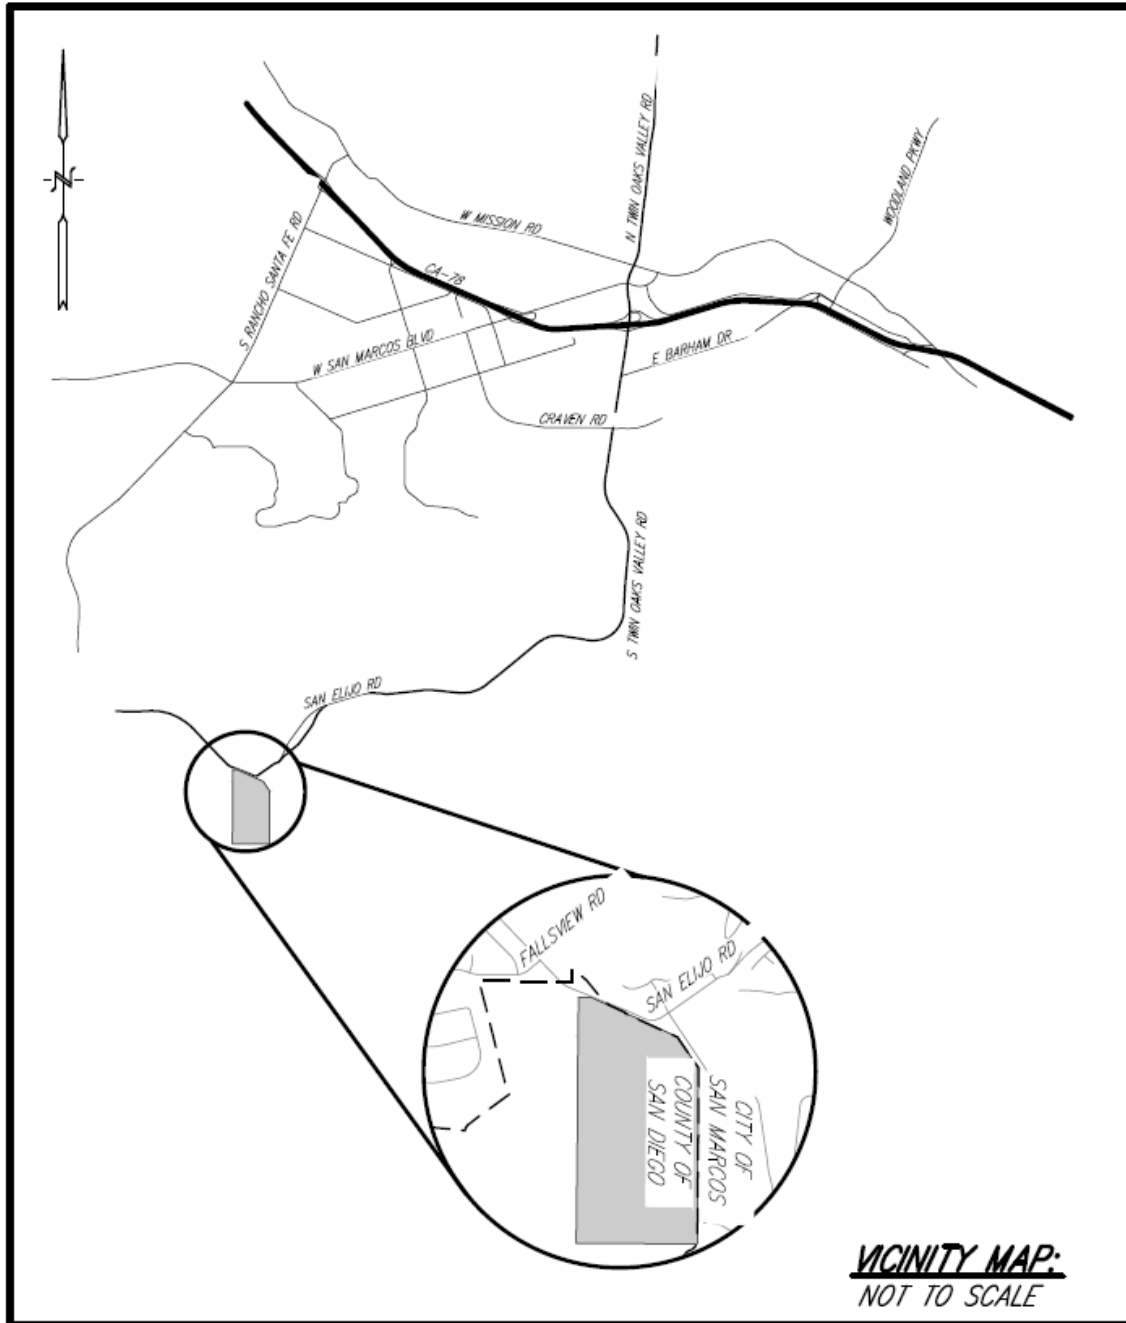 N TWIN OAKS VALLEY RD
WOODLAND PKWY
N
W MISSION RD
S RANCHO SANTA FE RD
CA-78
W SAN MARCOS BLVD
E BARHAM DR
CRAVEN RD
S TWIN OAKS VALLEY RD
SAN ELIJO RD
FALLSVIEW RD
SAN ELIJO RD
CITY OF
SAN MARCOS
COUNTY OF
SAN DIEGO
VICINITY MAP:
NOT TO SCALE